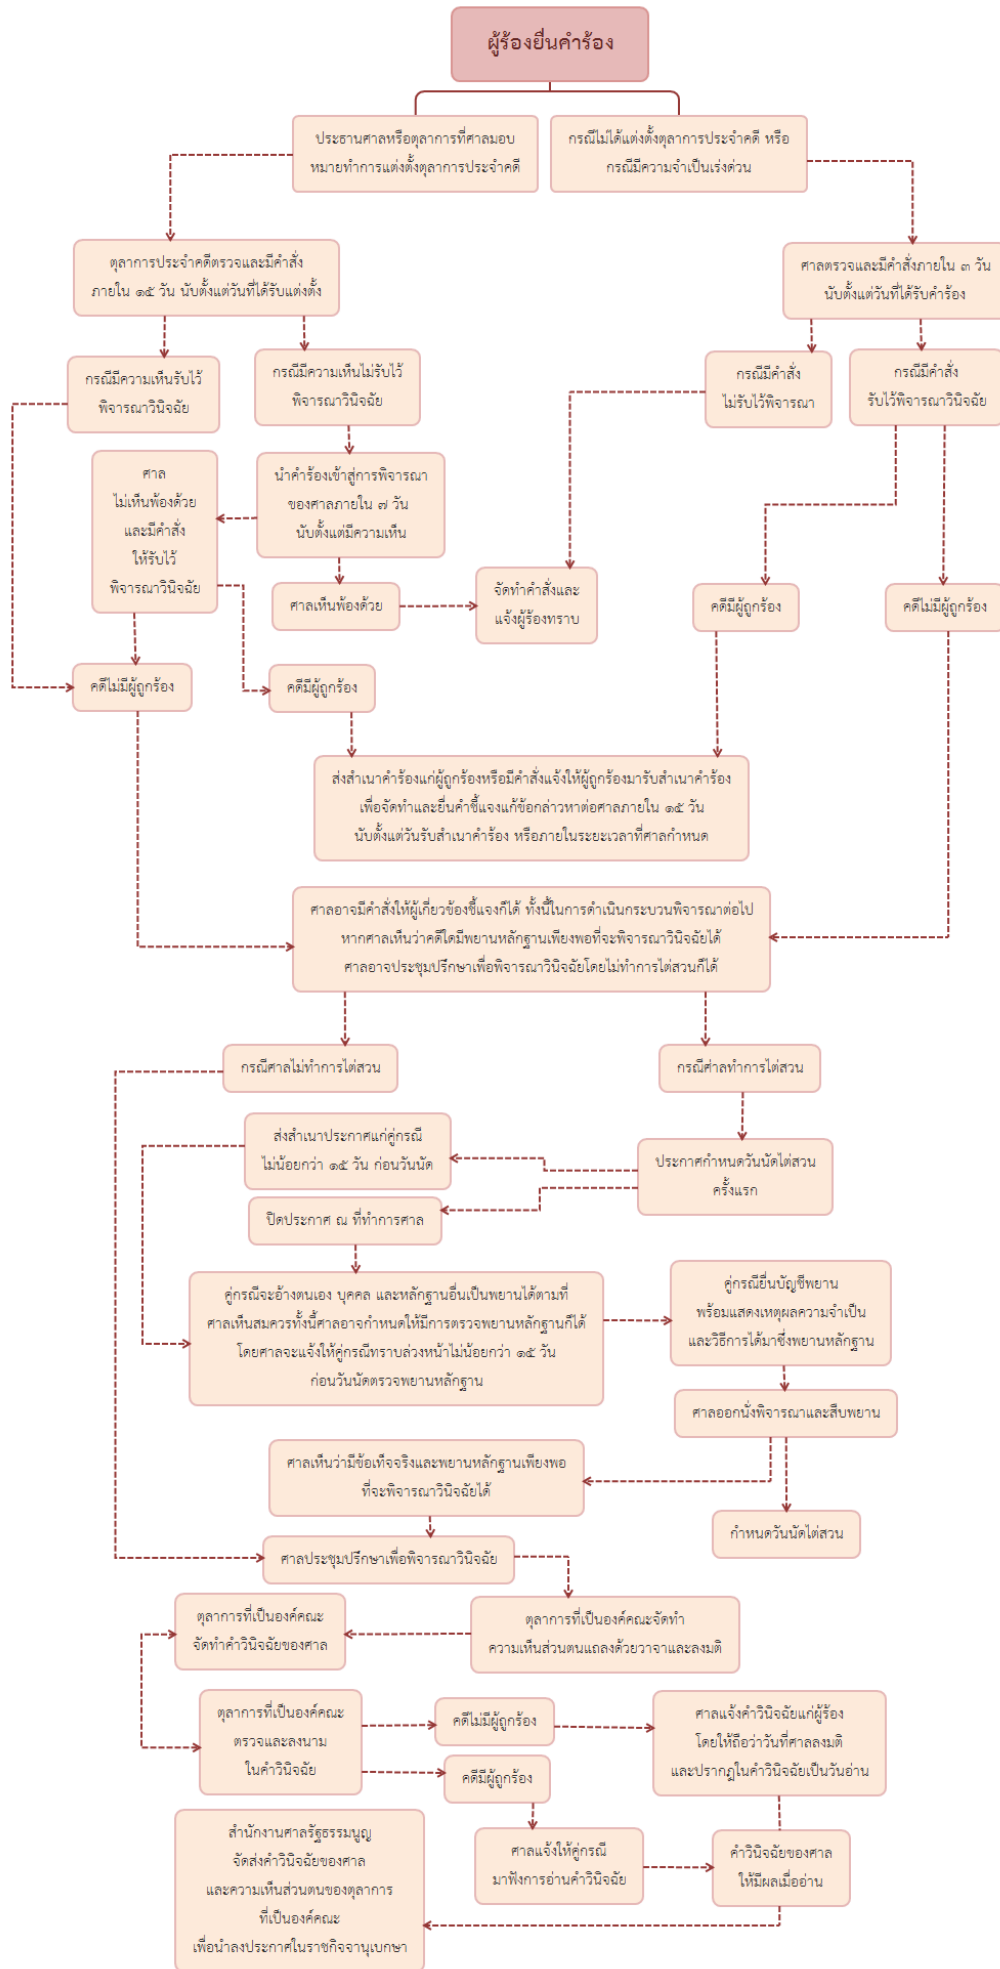 ผู้ร้องยื่นคำร้อง
ประธานศาลหรือตุลาการที่ศาลมอบ
หมายทำการแต่งตั้งตุลาการประจำคดี
กรณีไม่ได้แต่งตั้งตุลาการประจำคดี หรือ
กรณีมีความจำเป็นเร่งด่วน
ตุลาการประจำคดีตรวจและมีคำสั่ง
ภายใน ๑๕ วัน นับตั้งแต่วันที่ได้รับแต่งตั้ง
ศาลตรวจและมีคำสั่งภายใน ๓ วัน
นับตั้งแต่วันที่ได้รับคำร้อง
กรณีมีความเห็นรับไว้
พิจารณาวินิจฉัย
กรณีมีความเห็นไม่รับไว้
พิจารณาวินิจฉัย
กรณีมีคำสั่ง
ไม่รับไว้พิจารณา
กรณีมีคำสั่ง
รับไว้พิจารณาวินิจฉัย
ศาล
ไม่เห็นพ้องด้วย
และมีคำสั่ง
ให้รับไว้
พิจารณาวินิจฉัย
นำคำร้องเข้าสู่การพิจารณา
ของศาลภายใน ๗ วัน
นับตั้งแต่มีความเห็น
ศาลเห็นพ้องด้วย
จัดทำคำสั่งและ
แจ้งผู้ร้องทราบ
คดีมีผู้ถูกร้อง
คดีไม่มีผู้ถูกร้อง
คดีไม่มีผู้ถูกร้อง
คดีมีผู้ถูกร้อง
ส่งสำเนาคำร้องแก่ผู้ถูกร้องหรือมีคำสั่งแจ้งให้ผู้ถูกร้องมารับสำเนาคำร้อง
เพื่อจัดทำและยื่นคำชี้แจงแก้ข้อกล่าวหาต่อศาลภายใน ๑๕ วัน
นับตั้งแต่วันรับสำเนาคำร้อง หรือภายในระยะเวลาที่ศาลกำหนด
ศาลอาจมีคำสั่งให้ผู้เกี่ยวข้องชี้แจงก็ได้ ทั้งนี้ในการดำเนินกระบวนพิจารณาต่อไป
หากศาลเห็นว่าคดีใดมีพยานหลักฐานเพียงพอที่จะพิจารณาวินิจฉัยได้
ศาลอาจประชุมปรึกษาเพื่อพิจารณาวินิจฉัยโดยไม่ทำการไต่สวนก็ได้
กรณีศาลไม่ทำการไต่สวน
กรณีศ่าลทำการไต่สวน
ส่งสำเนาประกาศแก่คู่กรณี
ไม่น้อยกว่า ๑๕ วัน ก่อนวันนัด
ประกาศกำหนดวันนัดไต่สวน
ครั้งแรก
ปิดประกาศ ณ ที่ทำการศาล
คู่กรณีจะอ้างตนเอง บุคคล และหลักฐานอื่นเป็นพยานได้ตามที่
ศาลเห็นสมควรทั้งนี้ศาลอาจกำหนดให้มีการตรวจพยานหลักฐานก็ได้
โดยศาลจะแจ้งให้คู่กรณีทราบล่วงหน้าไม่น้อยกว่า ๑๕ วัน
ก่อนวันนัดตรวจพยานหลักฐาน
คู่กรณียื่นบัญชีพยาน
พร้อมแสดงเหตุผลความจำเป็น
และวิธีการได้มาซึ่งพยานหลักฐาน
ศาลออกนั่งพิจารณาและสืบพยาน
ศาลเห็นว่ามีข้อเท็จจริงและพยานหลักฐานเพียงพอ
ที่จะพิจารณาวินิจฉัยได้
กำหนดวันนัดไต่สวน
ศาลประชุมปรึกษาเพื่อพิจารณาวินิจฉัย
ตุลาการที่เป็นองค์คณะ
จัดทำคำวินิจฉัยของศาล
ตุลาการที่เป็นองค์คณะจัดทำ
ความเห็นส่วนตนแถลงด้วยวาจาและลงมติ
ตุลาการที่เป็นองค์คณะ
ตรวจและลงนาม
ในคำวินิจฉัย
คดีไม่มีผู้ถูกร้อง
ศาลแจ้งคำวินิจฉัยแก่ผู้ร้อง
โดยให้ถือว่าวันที่ศาลลงมติ
และปรากฏในคำวินิจฉัยเป็นวันอ่าน
คดีมีผู้ถูกร้อง
สำนักงานศาลรัฐธรรมนูญ
จัดส่งคำวินิจฉัยของศาล
และความเห็นส่วนตนของตุลาการ
ที่เป็นองค์คณะ
เพื่อนำลงประกาศในราชกิจจานุเบกษา
ศาลแจ้งให้คู่กรณี
มาฟังการอ่านคำวินิจฉัย
คำวินิจฉัยของศาล
ให้มีผลเมื่ออ่าน